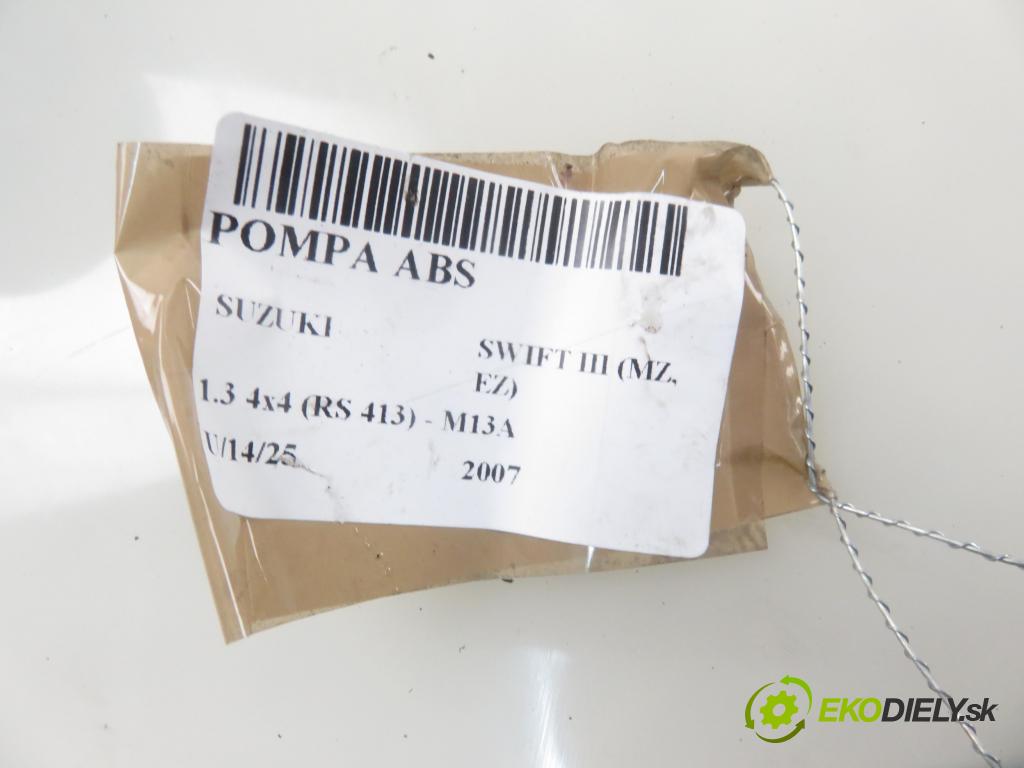 POMPA ABS
SUZUKI
SWIFT III (MZ,
EZ)
1.3 4x4 (RS 413) - M13A
U/14/25
2007
EKODIELY.sk